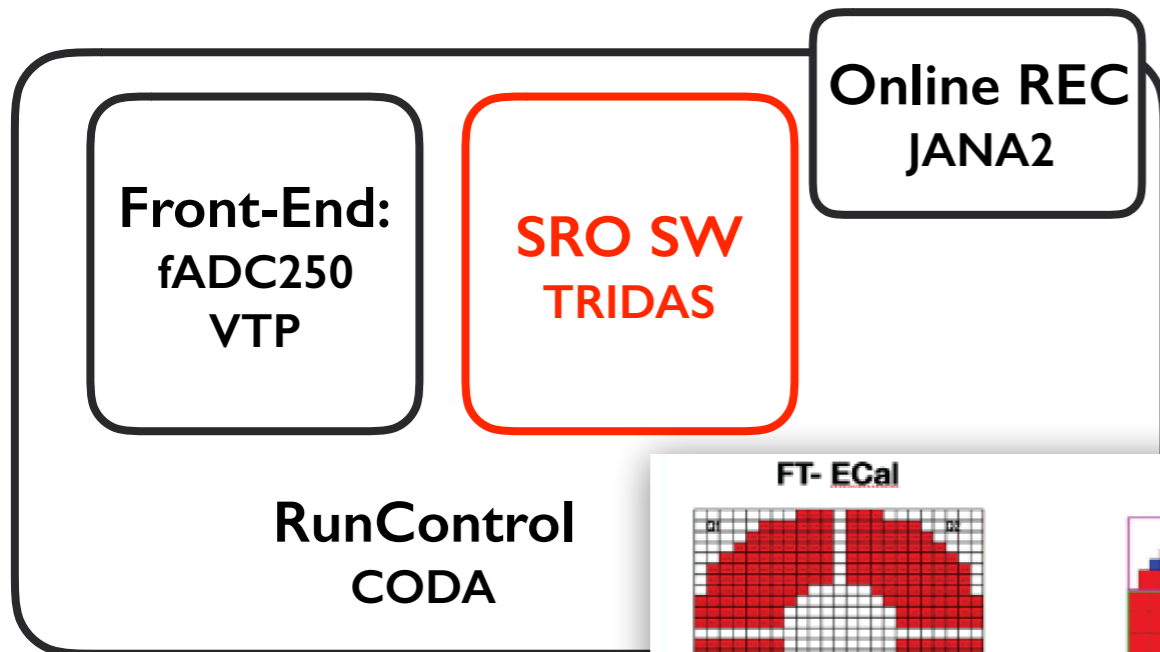 Online REC
JANA2
Front-End:
fADC250
VTP
SRO SW
TRIDAS
RunControl
CODA
FT- ECal